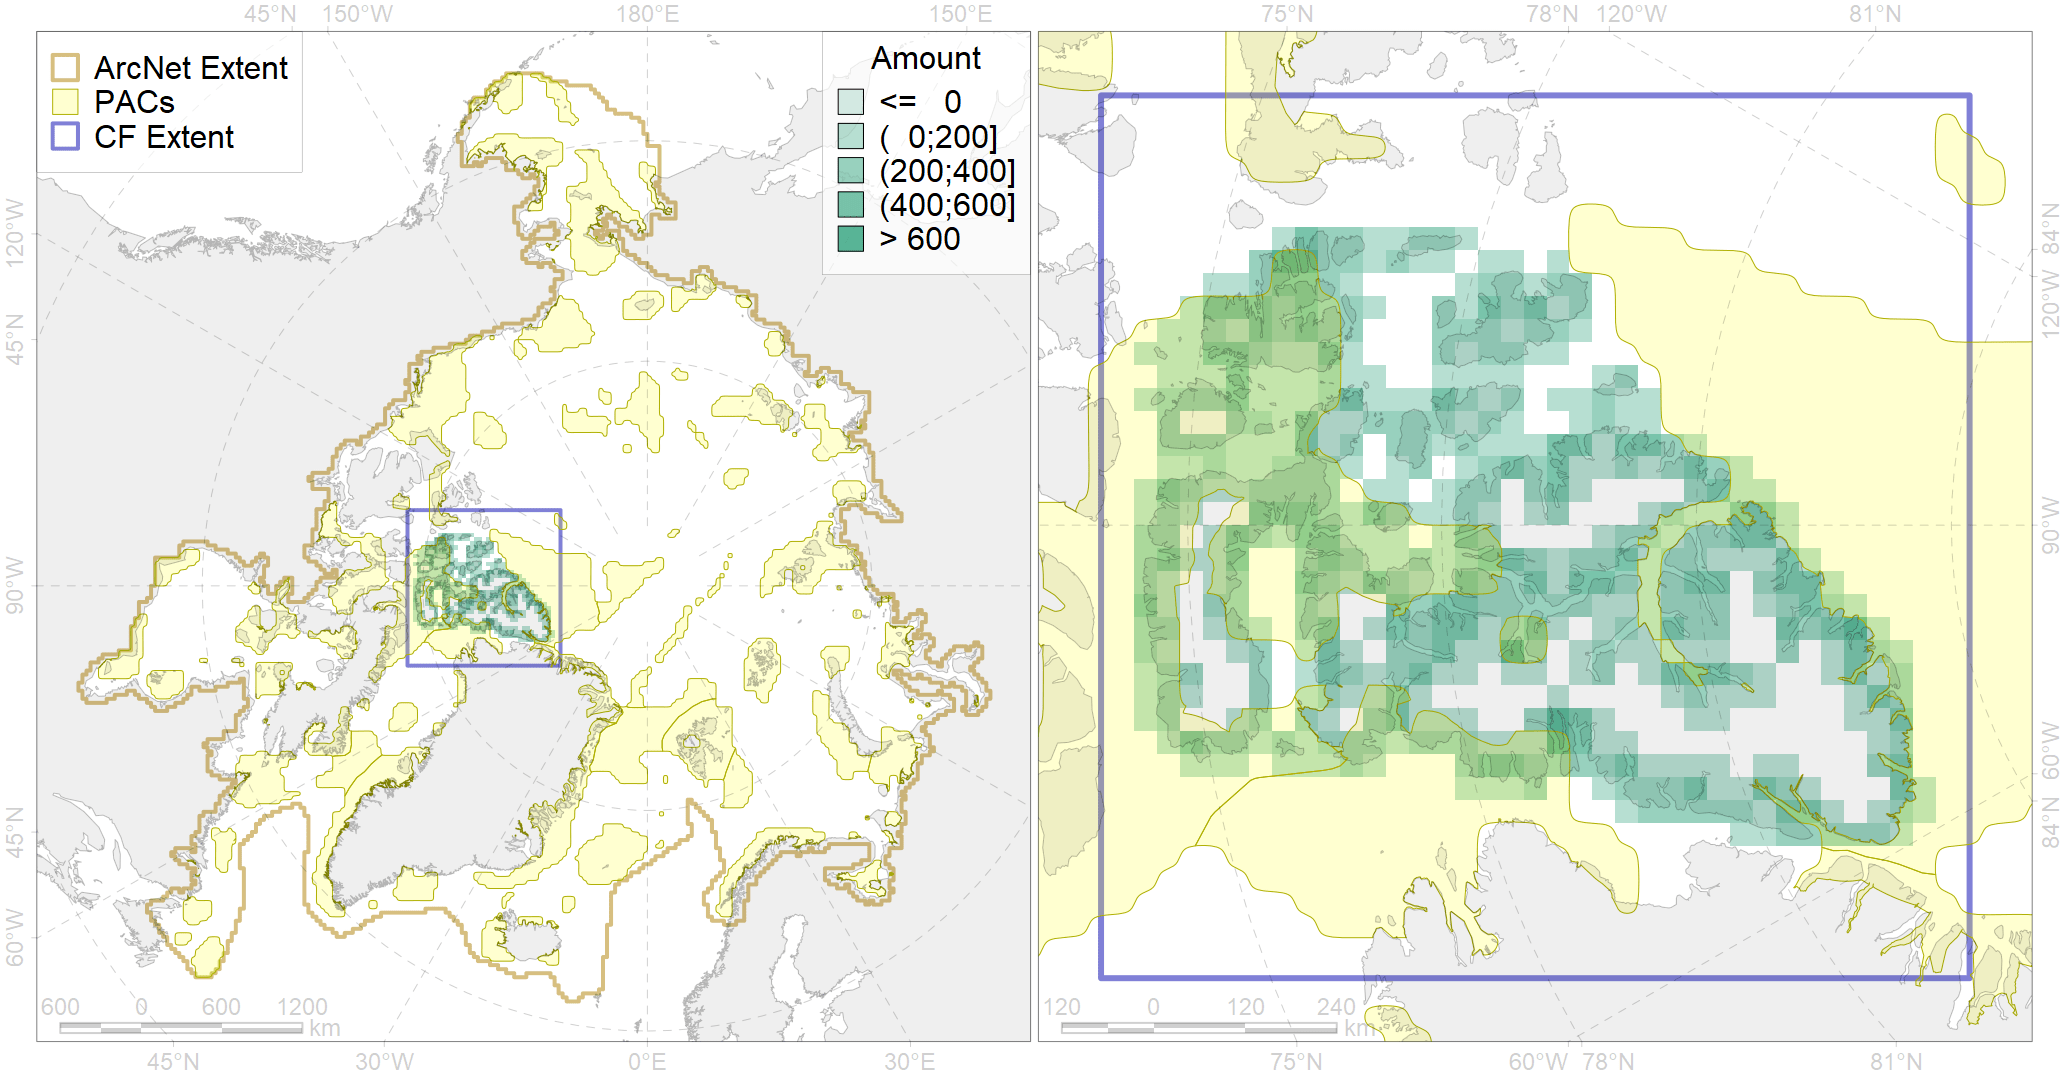 45°N 150°W 180°E 150°E 75°N 78°N 120°W 81°N
ArcNet Extent
PACs
CF Extent
Amount
<= 0
( 0;200]
(200;400]
(400;600]
> 600
120°W
45°N
90°W
45°N
60°W
84°N
120°W
90°W
60°W
84°N
600 0 600 1200
km
120 0 120 240
km
45°N 30°W 0°E 30°E 75°N 60°W 78°N 81°N